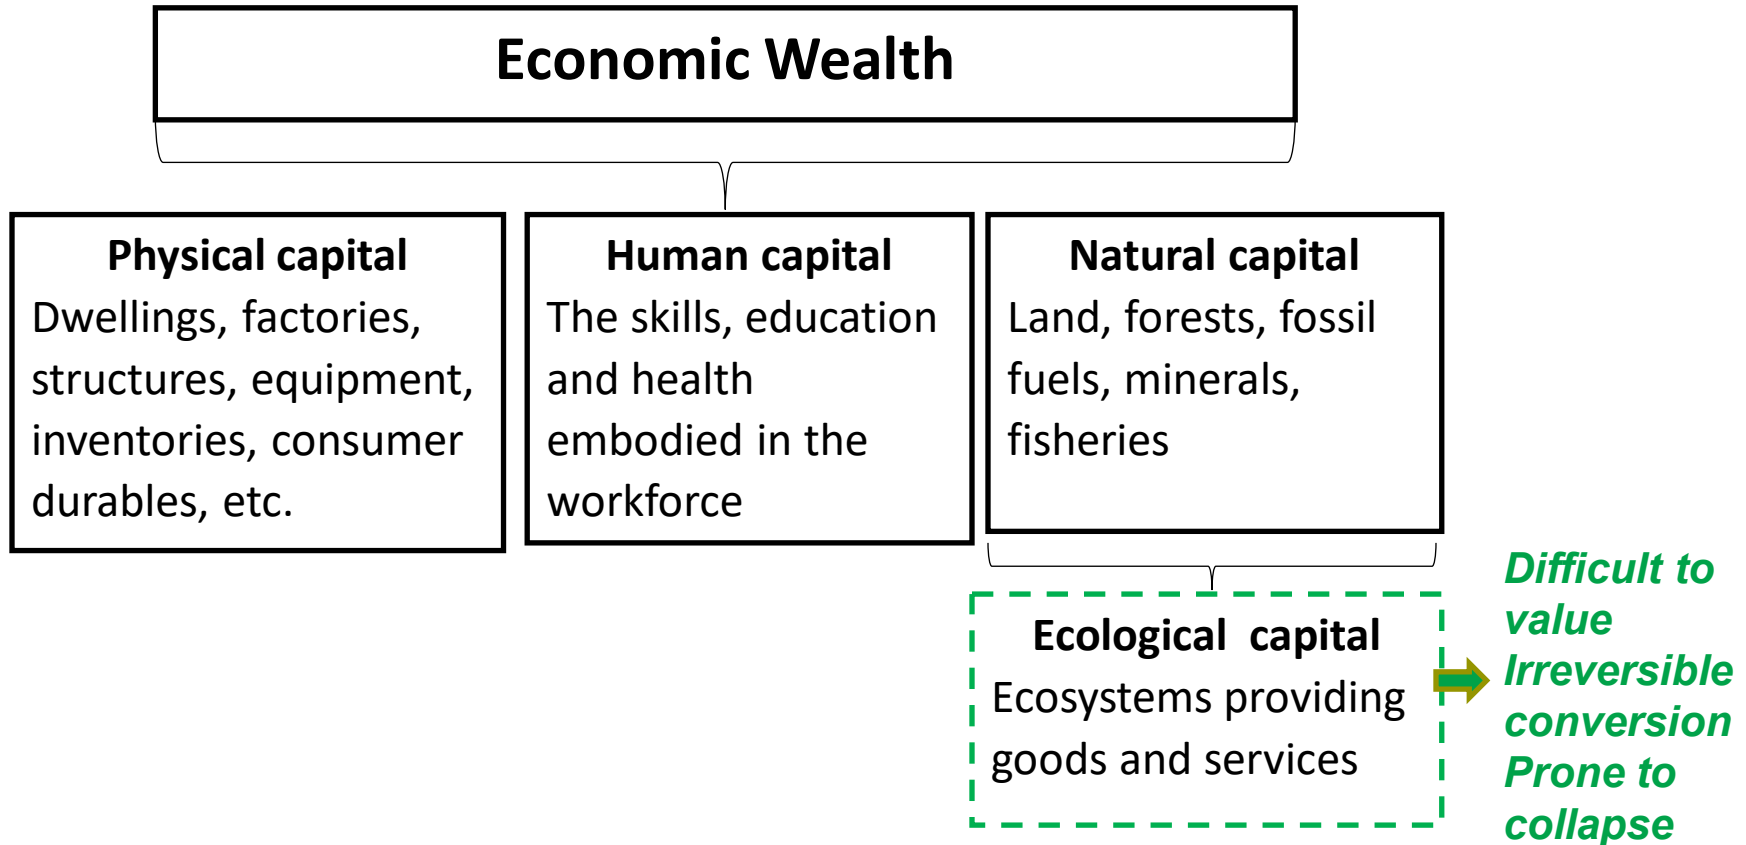 Economic Wealth
Physical capital
Dwellings, factories,
structures, equipment,
inventories, consumer
durables, etc.
Human capital
The skills, education
and health
embodied in the
workforce
Natural capital
Land, forests, fossil
fuels, minerals,
fisheries
Ecological capital
Ecosystems providing
goods and services
Difficult to
value
Irreversible
conversion
Prone to
collapse